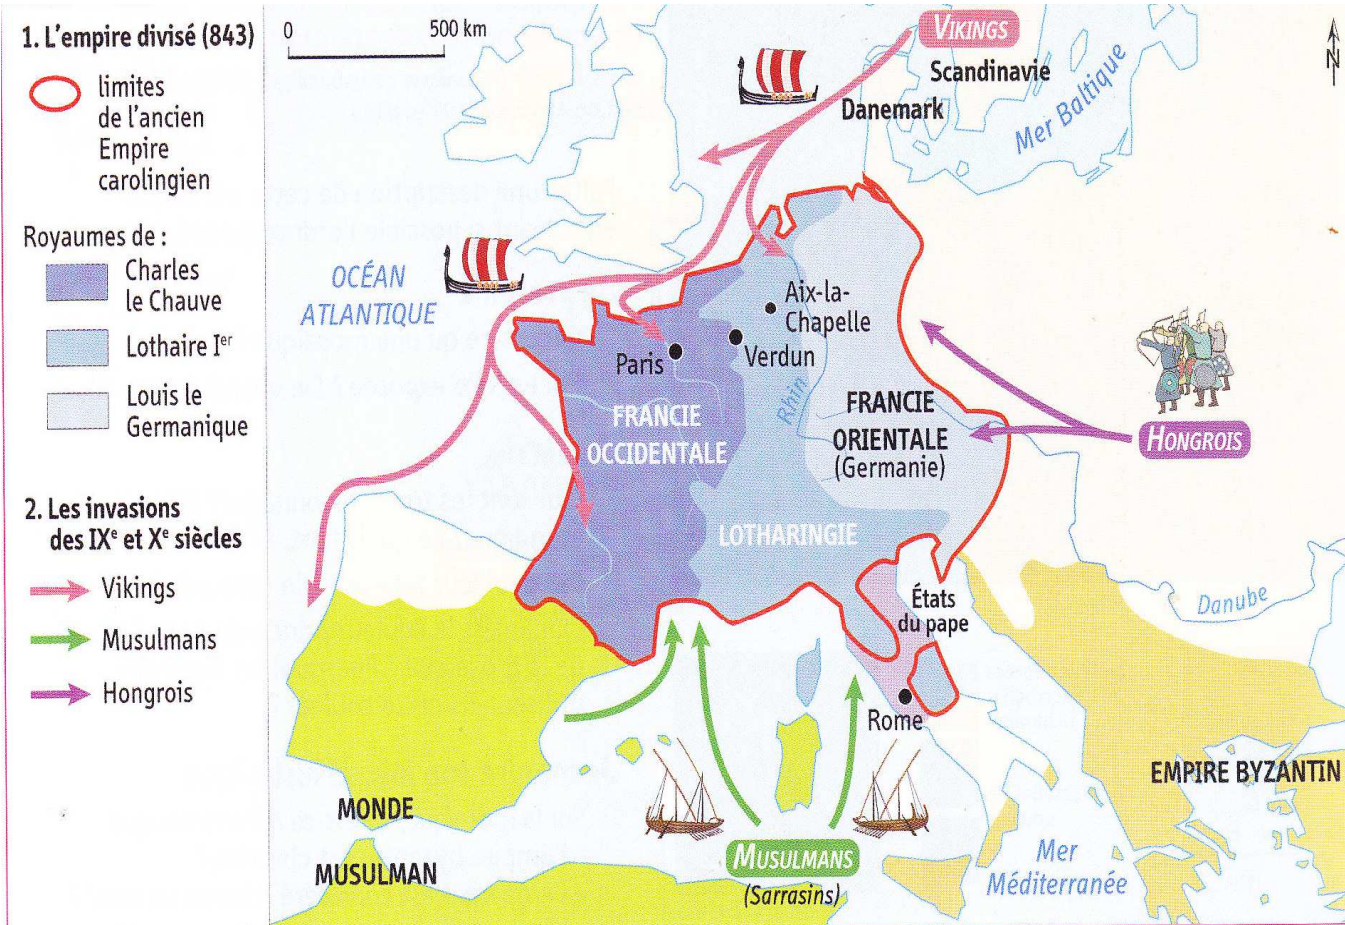 1. L'empire divisé (843)
limites
de l'ancien
Empire
carolingien
Royaumes de :
Charles
le Chauve
Lothaire Ier
Louis le
Germanique
2. Les invasions
des IXe et Xe siècles
Vikings
Musulmans
Hongrois
0
500 km
VIKINGS
Scandinavie
Danemark
Mer Baltique
N
OCÉAN
ATLANTIQUE
Aix-la-
Chapelle
Paris
Verdun
Rhin
FRANCIE
OCCIDENTALE
FRANCIE
ORIENTALE
(Germanie)
HONGROIS
LOTHARINGIE
États
du pape
Danube
Rome
EMPIRE BYZANTIN
MONDE
MUSULMAN
MUSULMANS
(Sarrasins)
Mer
Méditerranée